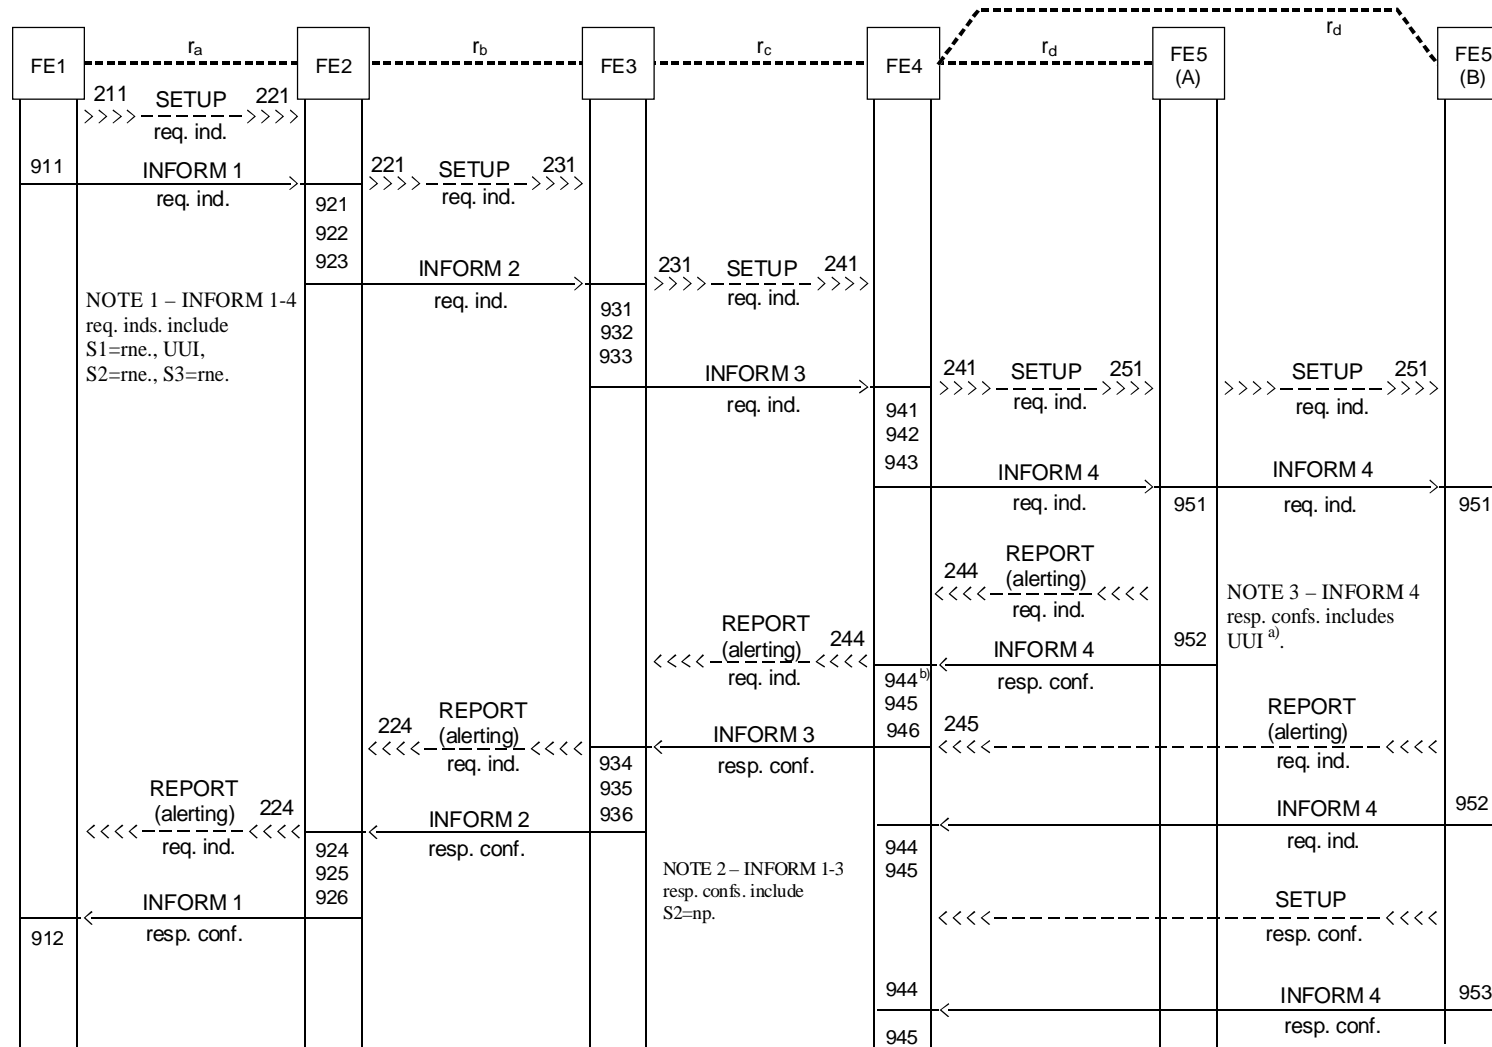 r_a
r_b
r_c
r_d
r_d
FE1
FE2
FE3
FE4
FE5
(A)
FE5
(B)
211 SETUP 221
req. ind.
911 INFORM 1
req. ind.
221 SETUP 231
req. ind.
921
922
923
INFORM 2
req. ind.
231 SETUP 241
req. ind.
NOTE 1 – INFORM 1-4
req. inds. include
S1=rne., UUI,
S2=rne., S3=rne.
931
932
933
INFORM 3
req. ind.
241 SETUP 251
req. ind.
SETUP 251
req. ind.
941
942
943
INFORM 4
req. ind.
INFORM 4
req. ind.
951
951
REPORT
244 (alerting)
req. ind.
NOTE 3 – INFORM 4
resp. confs. includes
UUI a).
REPORT
(alerting) 244
req. ind.
INFORM 4 952
resp. conf.
944 b)
945
946
REPORT
224 (alerting)
req. ind.
INFORM 3
resp. conf.
245
REPORT
(alerting)
req. ind.
934
935
936
REPORT
(alerting) 224
req. ind.
INFORM 2
resp. conf.
INFORM 4 952
req. ind.
924
925
926
944
945
NOTE 2 – INFORM 1-3
resp. confs. include
S2=np.
INFORM 1
resp. conf.
912
SETUP
resp. conf.
944
INFORM 4 953
resp. conf.
945